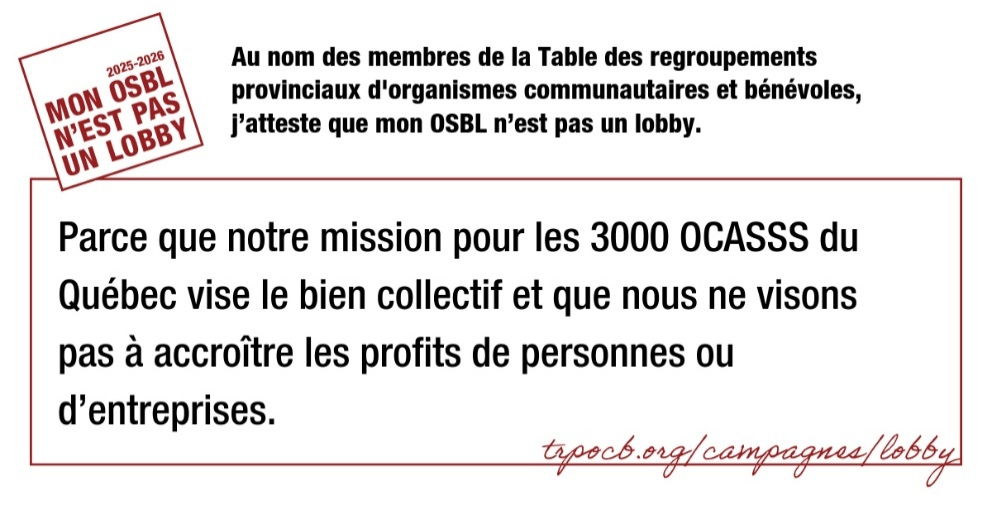 2025-2026
MON OSBL
N'EST PAS
UN LOBBY
Au nom des membres de la Table des regroupements
provinciaux d'organismes communautaires et bénévoles,
j’atteste que mon OSBL n’est pas un lobby.
Parce que notre mission pour les 3000 OCASSS du
Québec vise le bien collectif et que nous ne visons
pas à accroître les profits de personnes ou
d’entreprises.
trpocb.org/campagnes/lobby